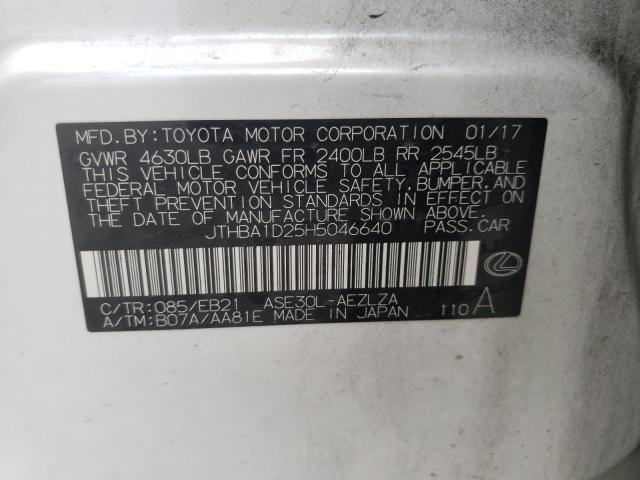 MFD.BY:TOYOTA MOTOR CORPORATION 01/17
GVWR 4630LB GAWR FR 2400LB RR 2545LB
THIS VEHICLE CONFORMS TO ALL APPLICABLE
FEDERAL MOTOR VEHICLE SAFETY,BUMPER,AND
THEFT PREVENTION STANDARDS IN EFFECT ON
THE DATE OF MANUFACTURE SHOWN ABOVE.
JTHBA1D25H5046640 PASS.CAR
C/TR:085/EB21 ASE30L-AEZLZA
A/TM:B07A/AA81E MADE IN JAPAN 110 A